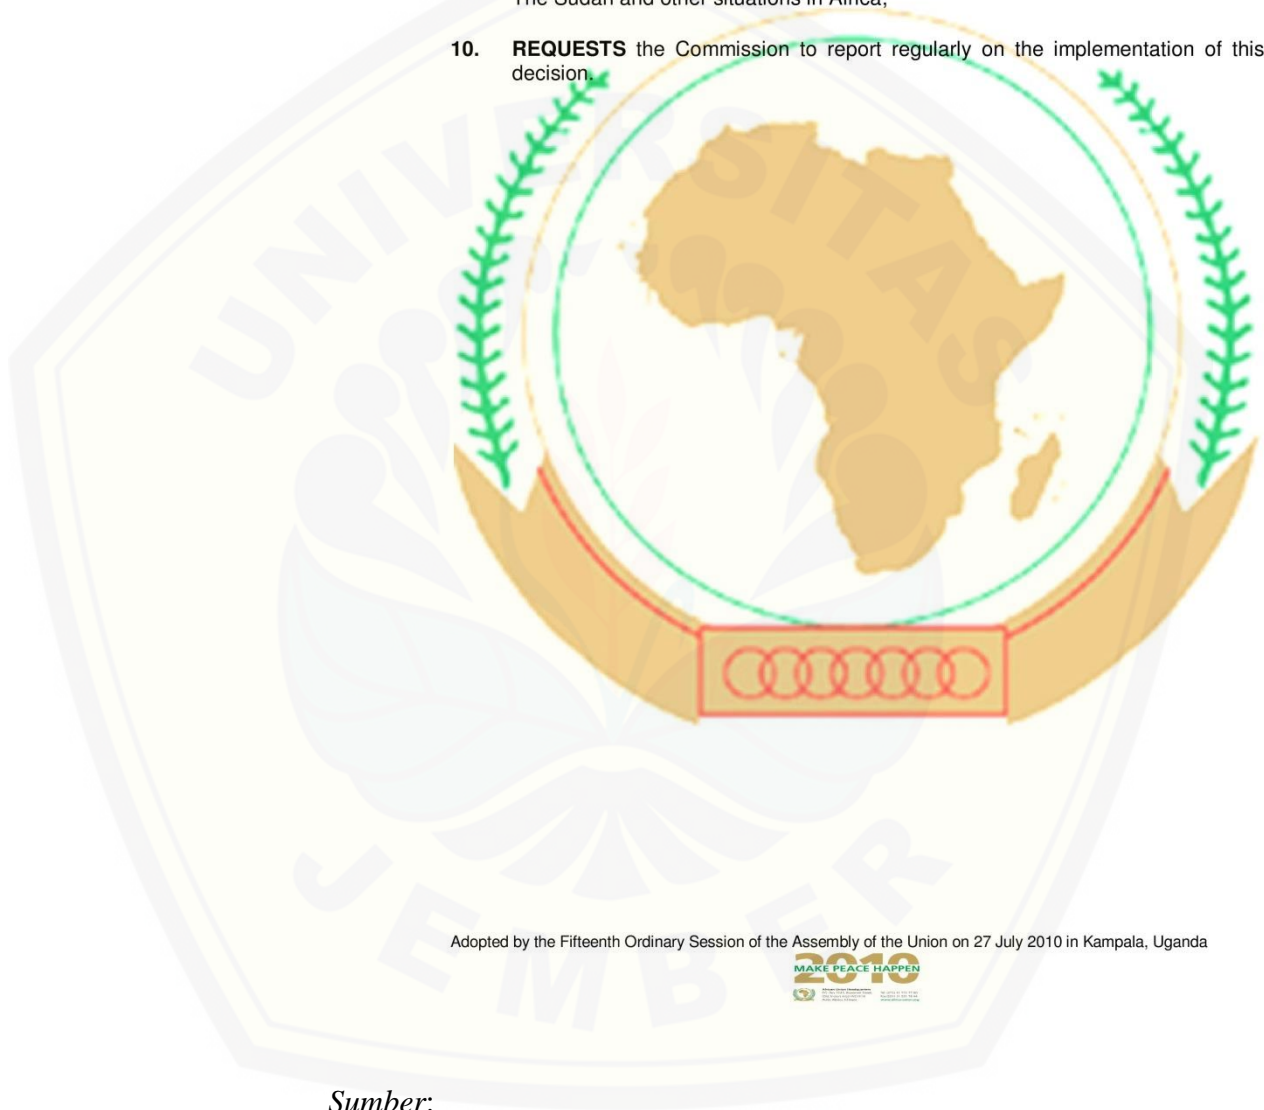 The Sudan and other situations in Africa;
10. REQUESTS the Commission to report regularly on the implementation of this
decision.
UNIVERSITAS
JEMBER
Adopted by the Fifteenth Ordinary Session of the Assembly of the Union on 27 July 2010 in Kampala, Uganda
2010
MAKE PEACE HAPPEN
Sumber: